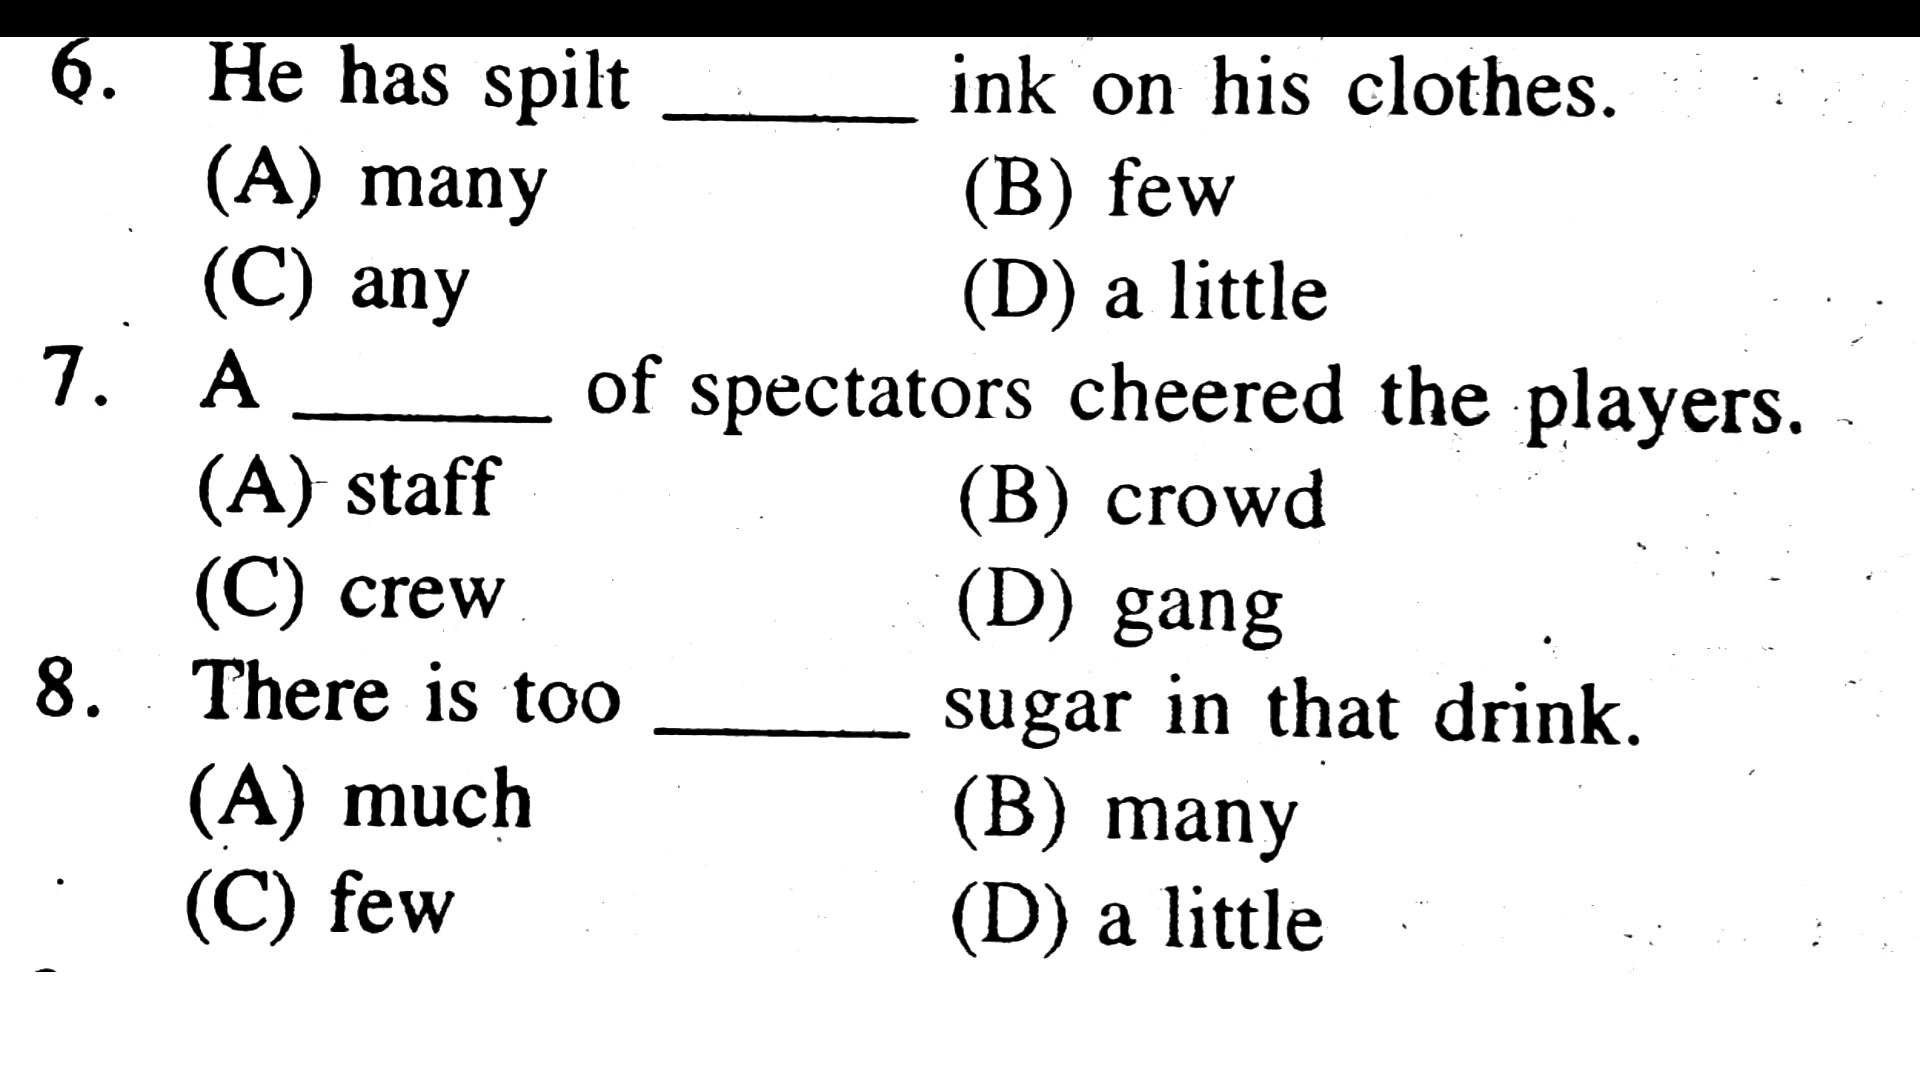 6. He has spilt ______ ink on his clothes.
(A) many (B) few
(C) any (D) a little
7. A ______ of spectators cheered the players.
(A) staff (B) crowd
(C) crew (D) gang
8. There is too ______ sugar in that drink.
(A) much (B) many
(C) few (D) a little